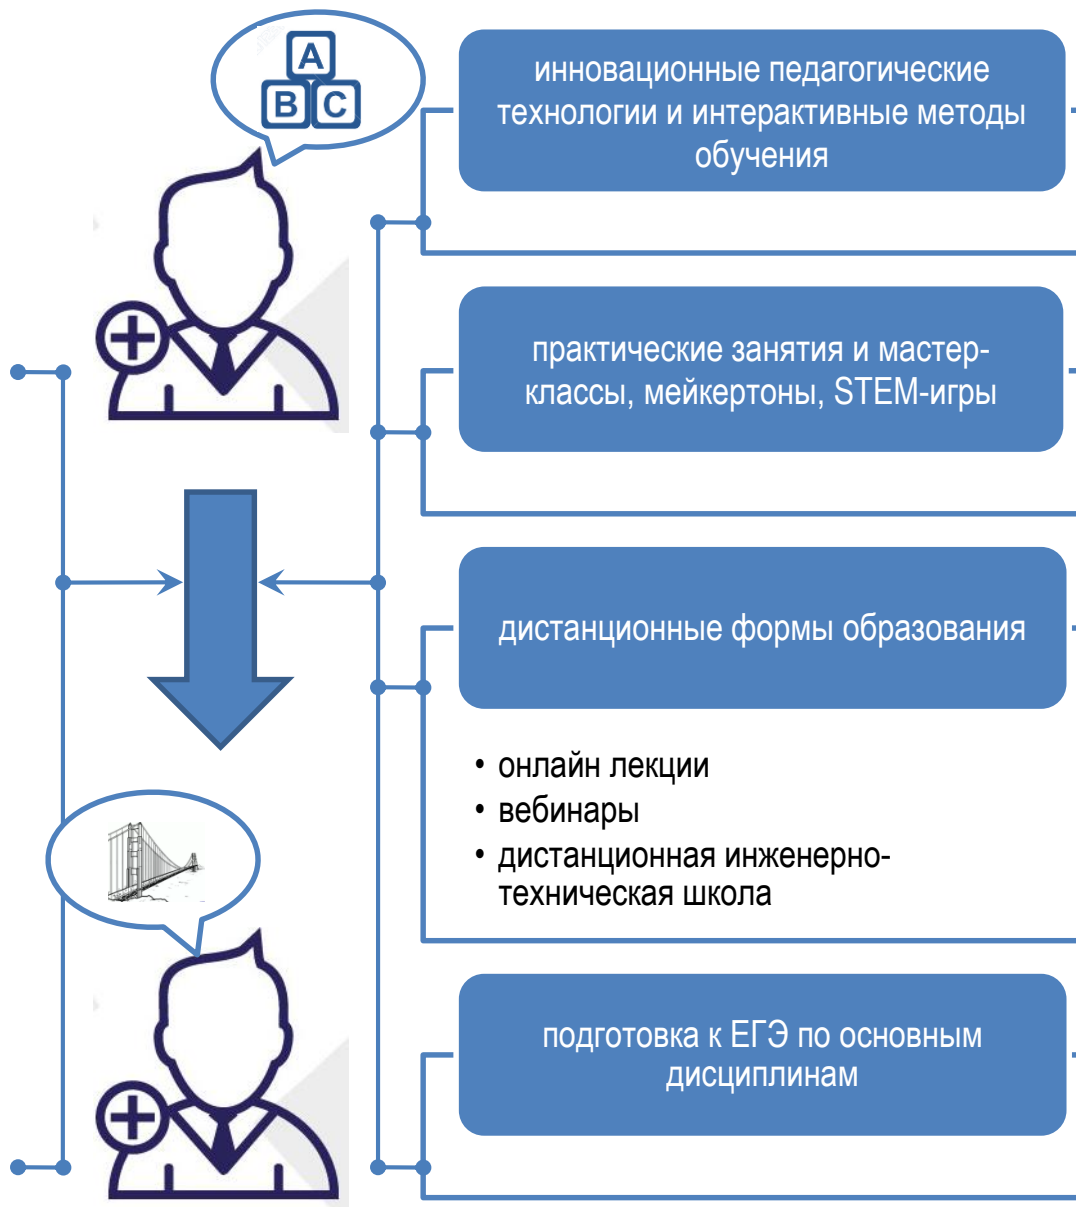 A
B C
инновационные педагогические
технологии и интерактивные методы
обучения
практические занятия и мастер-
классы, мейкертоны, STEM-игры
дистанционные формы образования
• онлайн лекции
• вебинары
• дистанционная инженерно-
техническая школа
подготовка к ЕГЭ по основным
дисциплинам